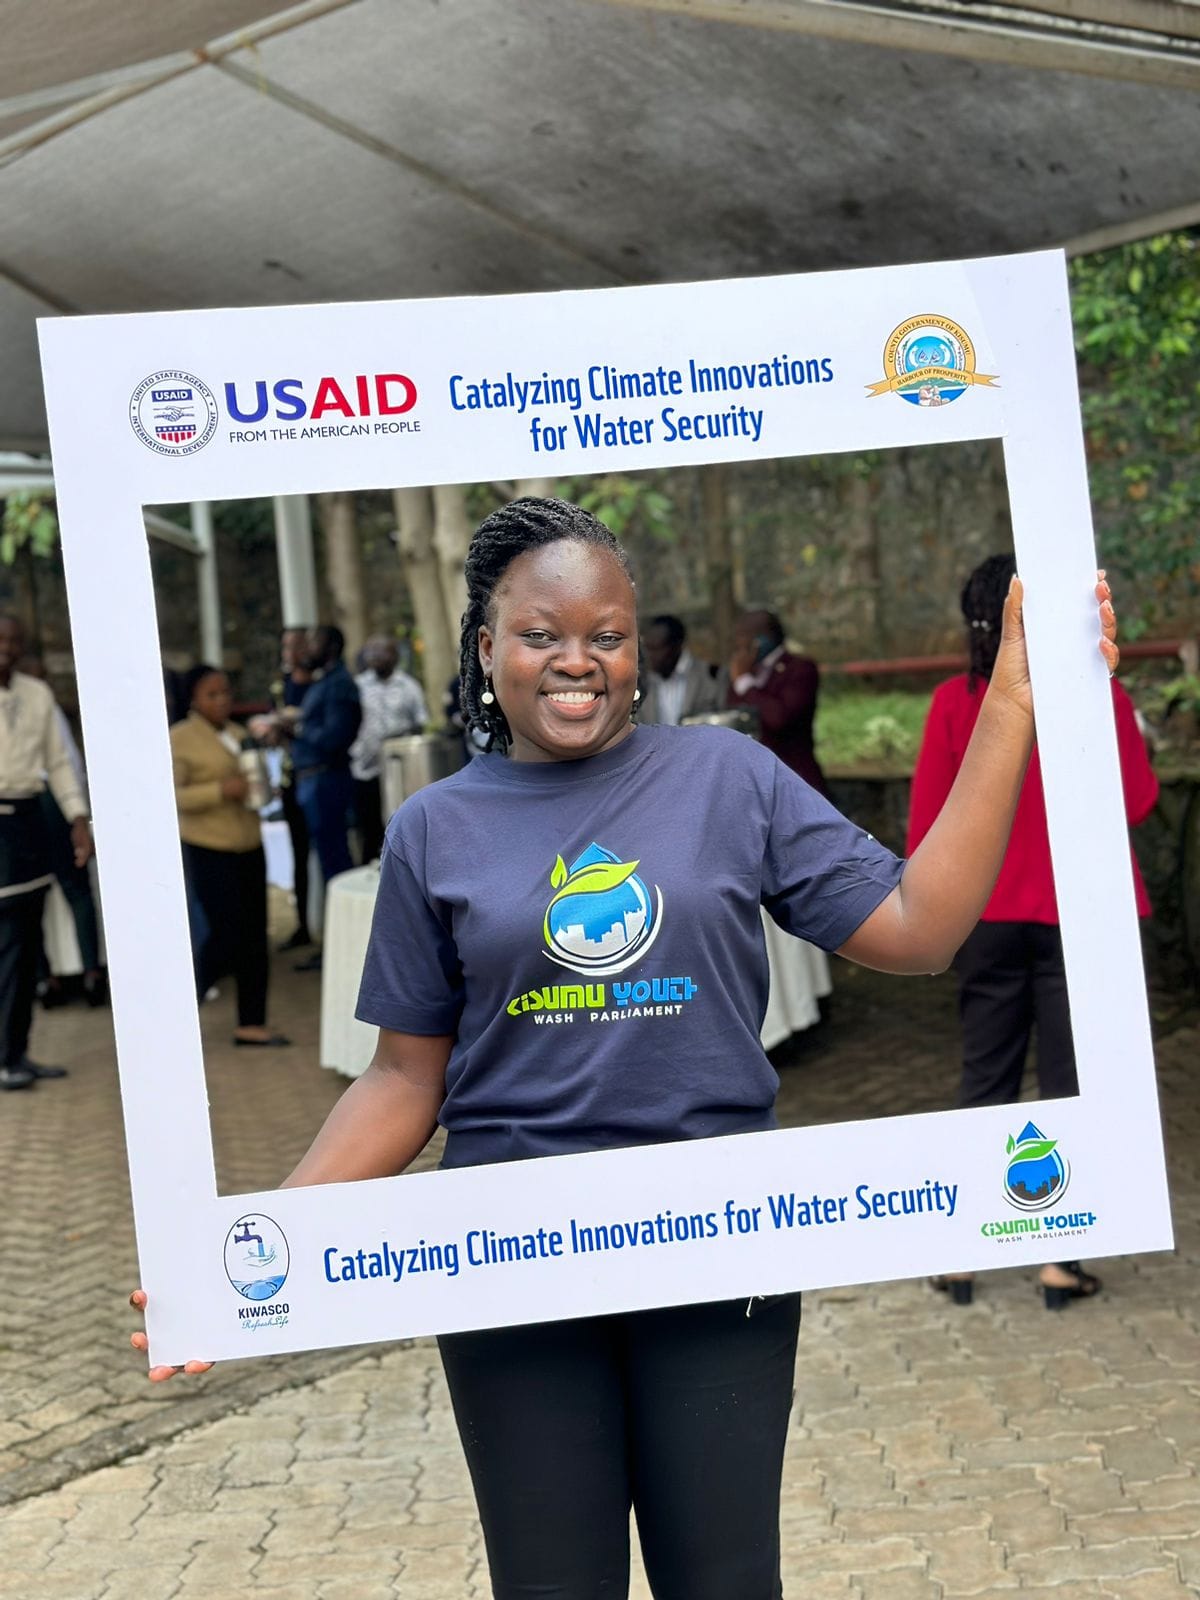 UNITED STATES AGENCY
INTERNATIONAL DEVELOPMENT
USAID
USAID
FROM THE AMERICAN PEOPLE
Catalyzing Climate Innovations
for Water Security
COUNTY GOVERNMENT OF KISUMU
HARBOUR OF PROSPERITY
KISUMU YOUTH
WASH PARLIAMENT
KIWASCO
Refresh Life
Catalyzing Climate Innovations for Water Security
KISUMU YOUTH
WASH PARLIAMENT